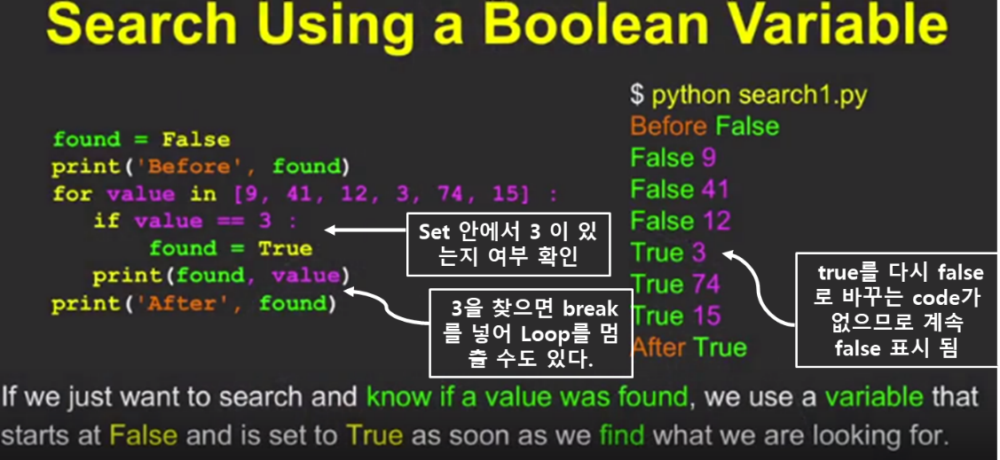 Search Using a Boolean Variable
found = False
print('Before', found)
for value in [9, 41, 12, 3, 74, 15] :
if value == 3 :
found = True
print(found, value)
print('After', found)
Set 안에서 3 이 있
는지 여부 확인
3을 찾으면 break
를 넣어 Loop를 멈
츨 수도 있다.
$ python search1.py
Before False
False 9
False 41
False 12
True 3
True 74
True 15
After True
true를 다시 false
로 바꾸는 code가
없으므로 계속
false 표시 됨
If we just want to search and know if a value was found, we use a variable that
starts at False and is set to True as soon as we find what we are looking for.